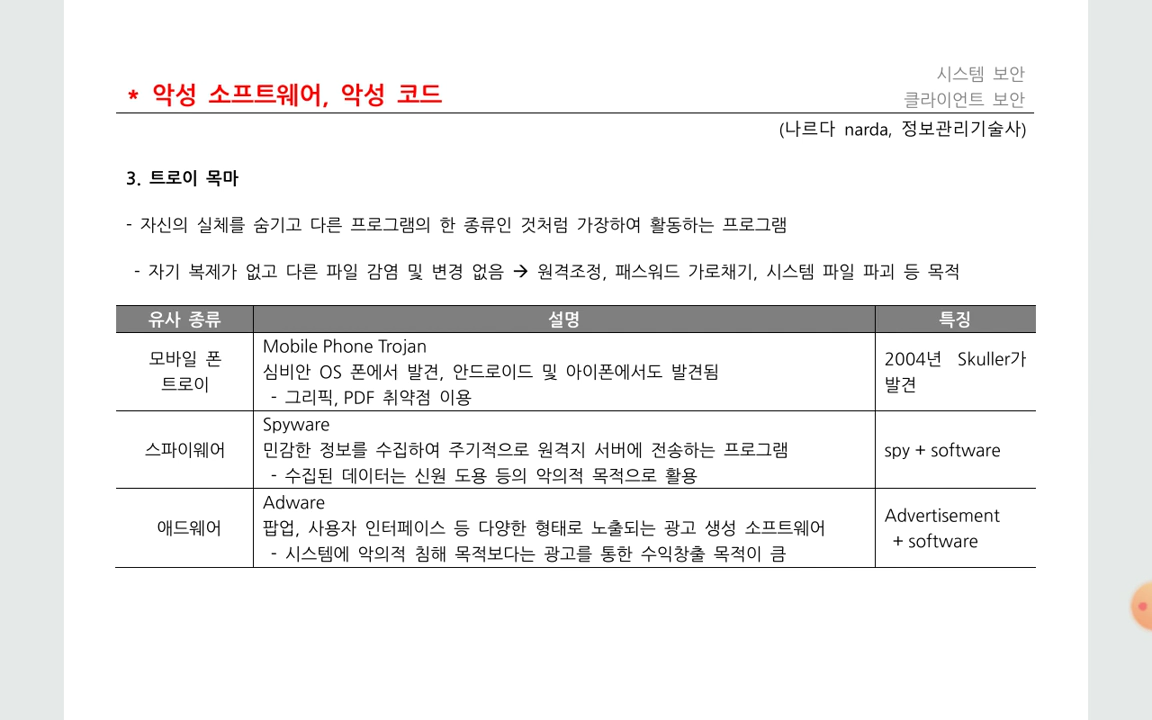 시스템 보안
* 악성 소프트웨어, 악성 코드
클라이언트 보안
(나르다 narda, 정보관리기술사)
3. 트로이 목마
- 자신의 실체를 숨기고 다른 프로그램의 한 종류인 것처럼 가장하여 활동하는 프로그램
- 자기 복제가 없고 다른 파일 감염 및 변경 없음 → 원격조정, 패스워드 가로채기, 시스템 파일 파괴 등 목적
유사 종류 설명 특징
모바일 폰
트로이
Mobile Phone Trojan
심비안 OS 폰에서 발견, 안드로이드 및 아이폰에서도 발견됨
- 그리픽, PDF 취약점 이용
2004년 Skuller가
발견
스파이웨어
Spyware
민감한 정보를 수집하여 주기적으로 원격지 서버에 전송하는 프로그램
- 수집된 데이터는 신원 도용 등의 악의적 목적으로 활용
spy + software
애드웨어
Adware
팝업, 사용자 인터페이스 등 다양한 형태로 노출되는 광고 생성 소프트웨어
- 시스템에 악의적 침해 목적보다는 광고를 통한 수익창출 목적이 큼
Advertisement
+ software